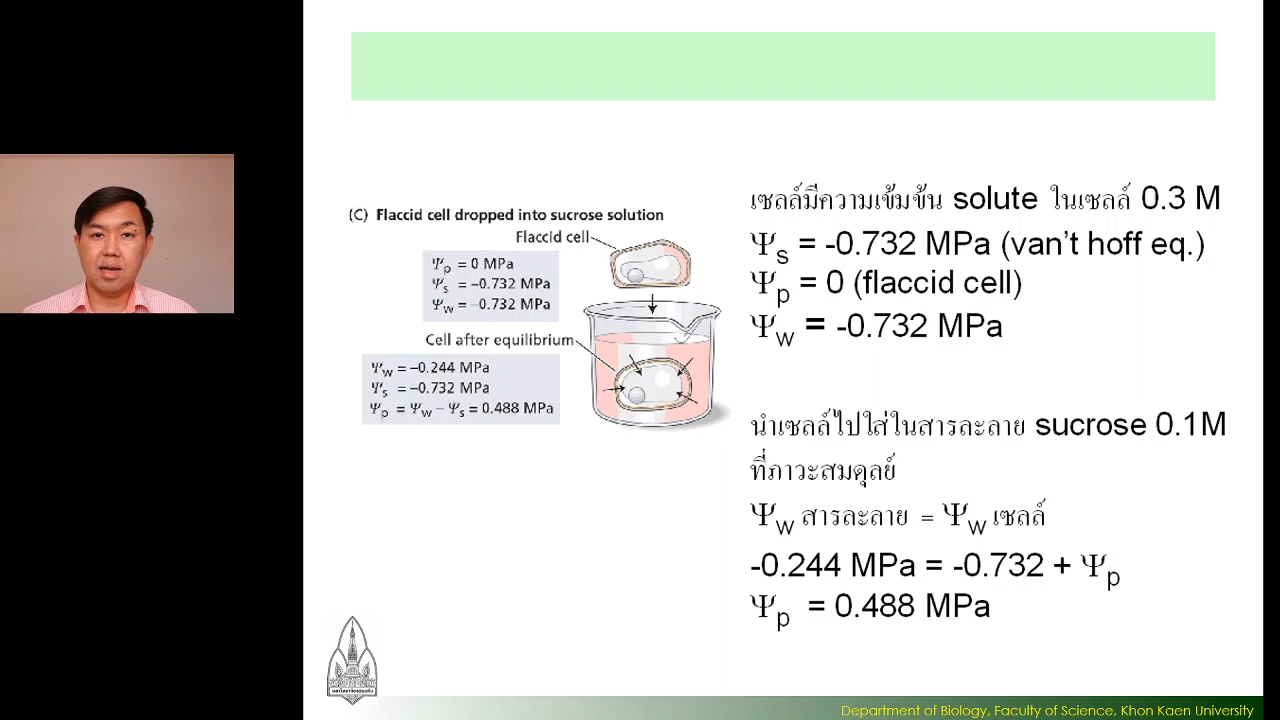 (C) Flaccid cell dropped into sucrose solution
Flaccid cell
Ψp = 0 MPa
Ψs = –0.732 MPa
Ψw = –0.732 MPa
Cell after equilibrium
Ψw = –0.244 MPa
Ψs = –0.732 MPa
Ψp = Ψw – Ψs = 0.488 MPa
เซลล์มีความเข้มข้น solute ในเซลล์ 0.3 M
Ψs = -0.732 MPa (van’t hoff eq.)
Ψp = 0 (flaccid cell)
Ψw = -0.732 MPa
นำเซลล์ไปใส่ในสารละลาย sucrose 0.1M
ที่ภาวะสมดุลย์
Ψw สารละลาย = Ψw เซลล์
-0.244 MPa = -0.732 + Ψp
Ψp = 0.488 MPa
Department of Biology, Faculty of Science, Khon Kaen University